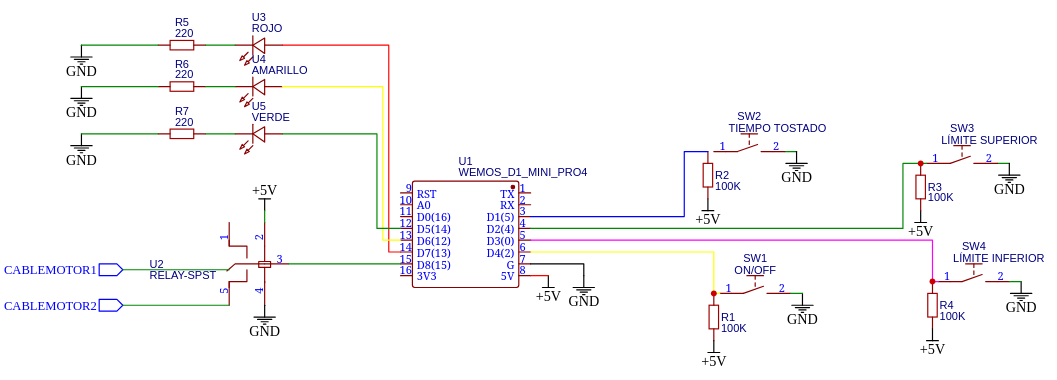 R5
220
U3
ROJO
GND
R6
220
U4
AMARILLO
GND
R7
220
U5
VERDE
GND
+5V
1
2
3
4
5
U2
RELAY-SPST
CABLEMOTOR1
CABLEMOTOR2
GND
U1
WEMOS_D1_MINI_PRO4
9 RST TX 1
10 A0 RX 2
11 D0(16) D1(5) 3
12 D5(14) D2(4) 4
13 D6(12) D3(0) 5
14 D7(13) D4(2) 6
15 D8(15) G 7
16 3V3 5V 8
+5V
GND
SW2
TIEMPO TOSTADO
1 2
R2
100K
GND
+5V
SW3
LÍMITE SUPERIOR
1 2
R3
100K
GND
+5V
SW1
ON/OFF
1 2
R1
100K
GND
+5V
SW4
LÍMITE INFERIOR
1 2
R4
100K
GND
+5V